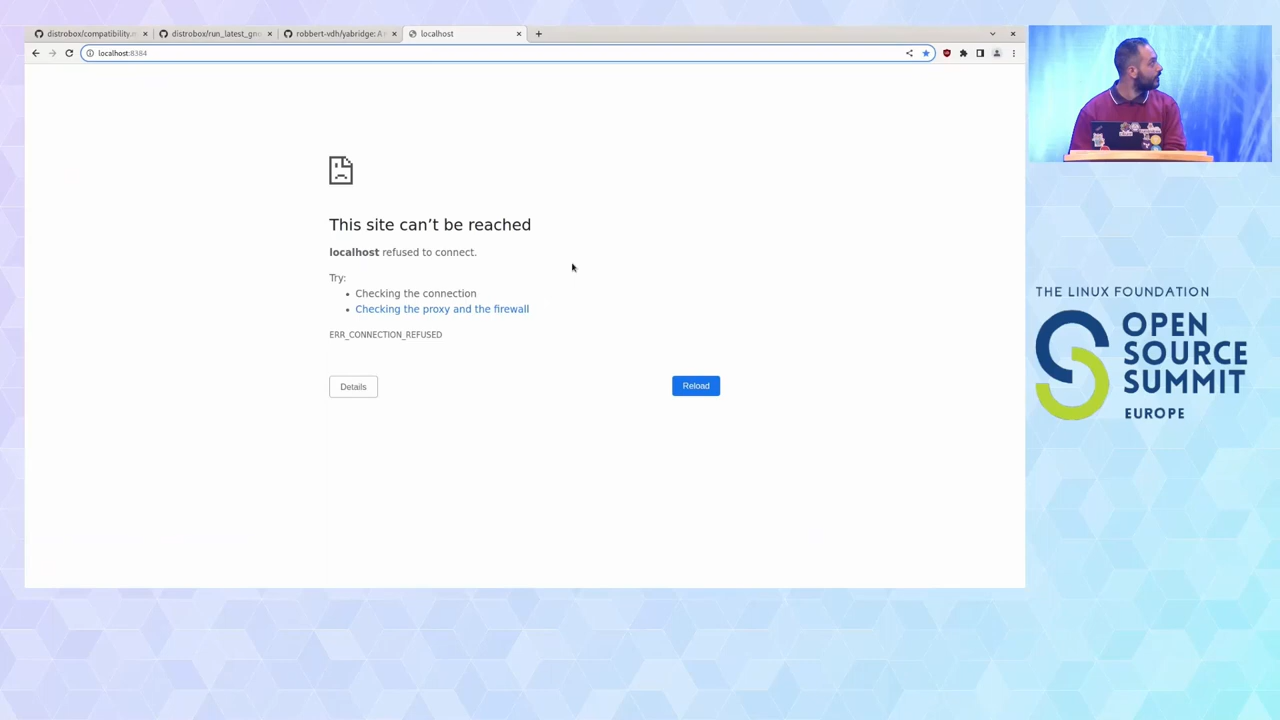 distrobox/compatibility.m
distrobox/run_latest_gno
robbert-vdh/yabridge: A
localhost
localhost:8384
This site can’t be reached
localhost refused to connect.
Try:
• Checking the connection
• Checking the proxy and the firewall
ERR_CONNECTION_REFUSED
Details
Reload
THE LINUX FOUNDATION
OPEN
SOURCE
SUMMIT
EUROPE